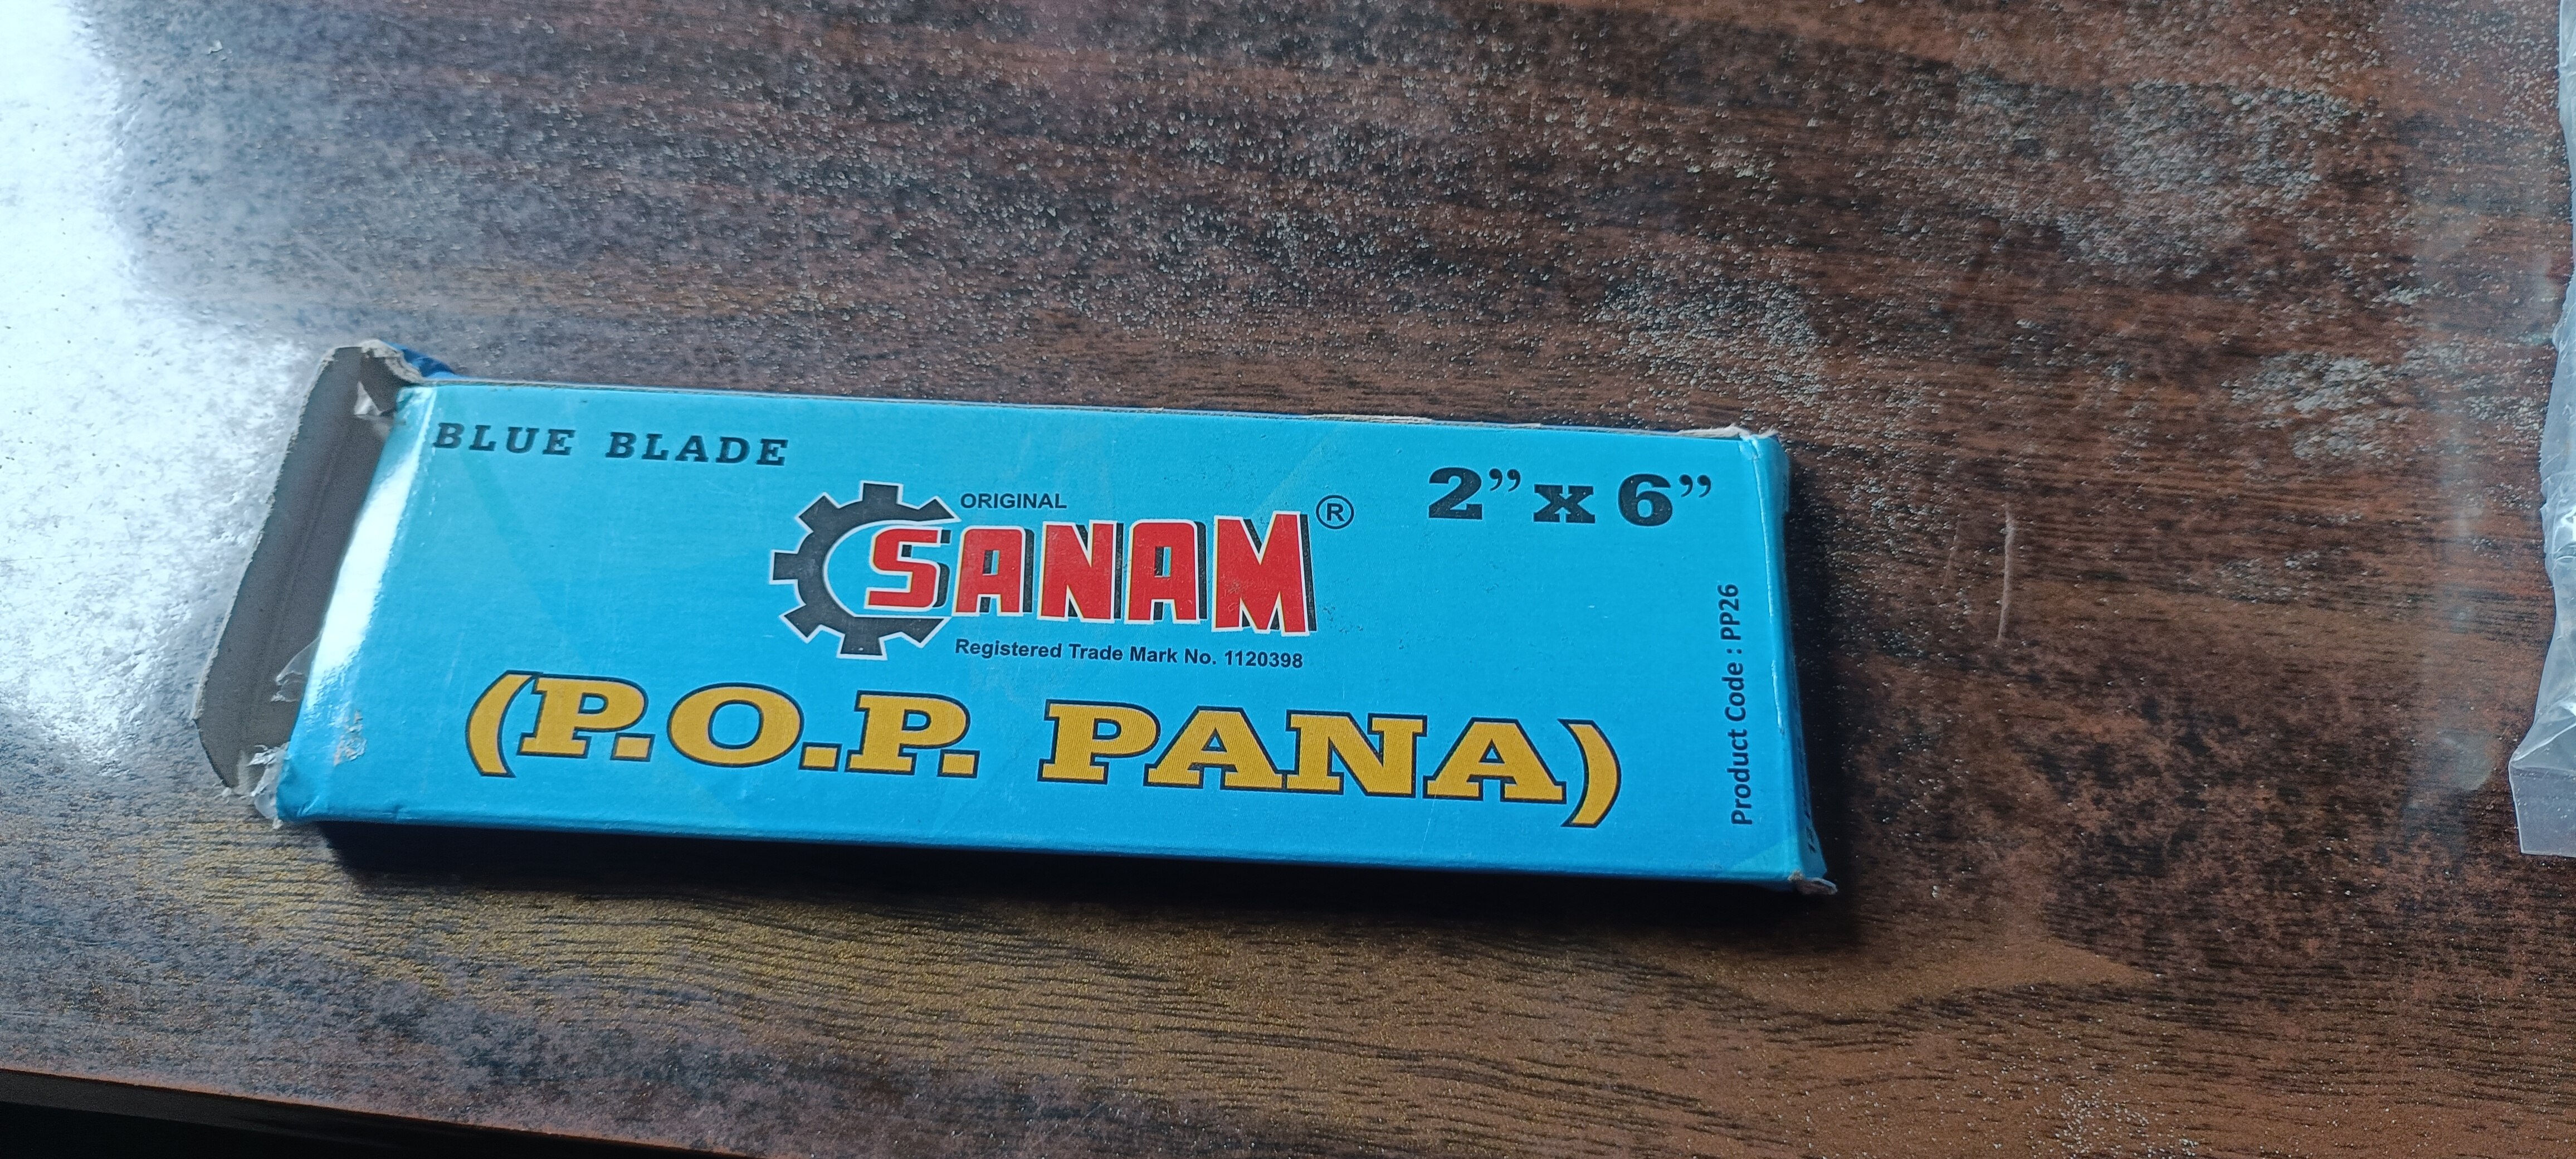 BLUE BLADE
2” x 6”
ORIGINAL
SANAM®
Registered Trade Mark No. 1120398
(P.O.P. PANA)
Product Code : PP26